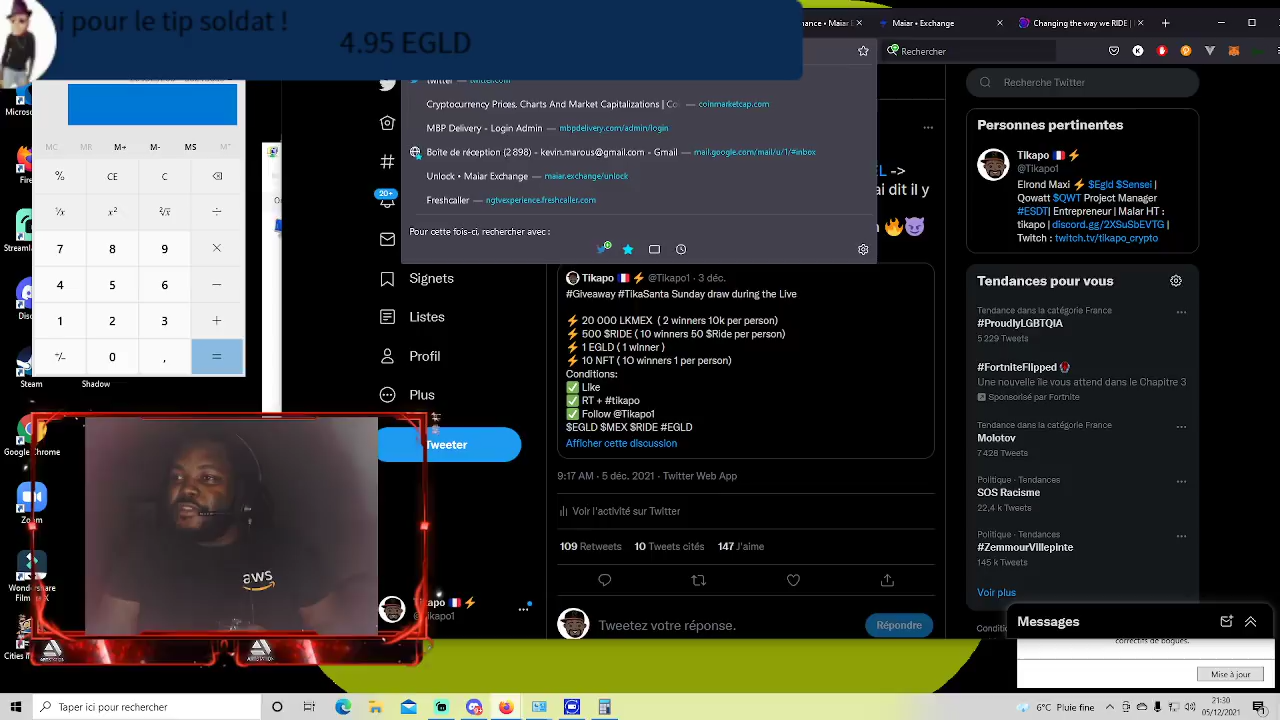 i pour le tip soldat !
4.95 EGLD
Maiar Exchange
Rechercher
twitter — twitter.com
Cryptocurrency Prices, Charts And Market Capitalizations | Co — coinmarketcap.com
MBP Delivery - Login Admin — mbpdelivery.com/admin/login
Boîte de réception (2 898) - kevin.marous@gmail.com - Gmail — mail.google.com/mail/u/1/#inbox
Unlock • Maiar Exchange — maiar.exchange/unlock
Freshcaller — ngtvexperience.freshcaller.com
Pour cette fois-ci, rechercher avec :
MC
MR
M+
M-
MS
%
CE
C
7
8
9
4
5
6
1
2
3
0
,
=
20+
Signets
Listes
Profil
Plus
Tweeter
Tikapo
@Tikapo1
->
ai dit il y
Tikapo @Tikapo1 · 3 déc.
#Giveaway #TikaSanta Sunday draw during the Live
20 000 LKMEX ( 2 winners 10k per person)
500 $RIDE ( 10 winners 50 $Ride per person)
1 EGLD ( 1 winner )
10 NFT ( 10 winners 1 per person)
Conditions:
Like
RT + #tikapo
Follow @Tikapo1
$EGLD $MEX $RIDE #EGLD
Afficher cette discussion
9:17 AM · 5 déc. 2021 · Twitter Web App
Voir l'activité sur Twitter
109 Retweets 10 Tweets cités 147 J'aime
Tweetez votre réponse.
Répondre
Recherche Twitter
Personnes pertinentes
Tikapo
@Tikapo1
Elrond Maxi $Egld $Sensei |
Qowatt $QWT Project Manager
#ESDT| Entrepreneur | Maiar HT :
tikapo | discord.gg/2XSuSbEVTG |
Twitch : twitch.tv/tikapo_crypto
Tendances pour vous
Tendance dans la catégorie France
#ProudlyLGBTQIA
5 229 Tweets
#FortniteFlipped
Une nouvelle île vous attend dans le Chapitre 3
Sponsorisé par Fortnite
Tendance dans la catégorie France
Molotov
7 428 Tweets
Politique · Tendances
SOS Racisme
22,4 k Tweets
Politique · Tendances
#ZemmourVillepinte
145 k Tweets
Voir plus
Messages
Mise à jour
Steam
Shadow
Google Chrome
Zoom
Wondershare
aws
Taper ici pour rechercher
0°C Pluie fine
21:30